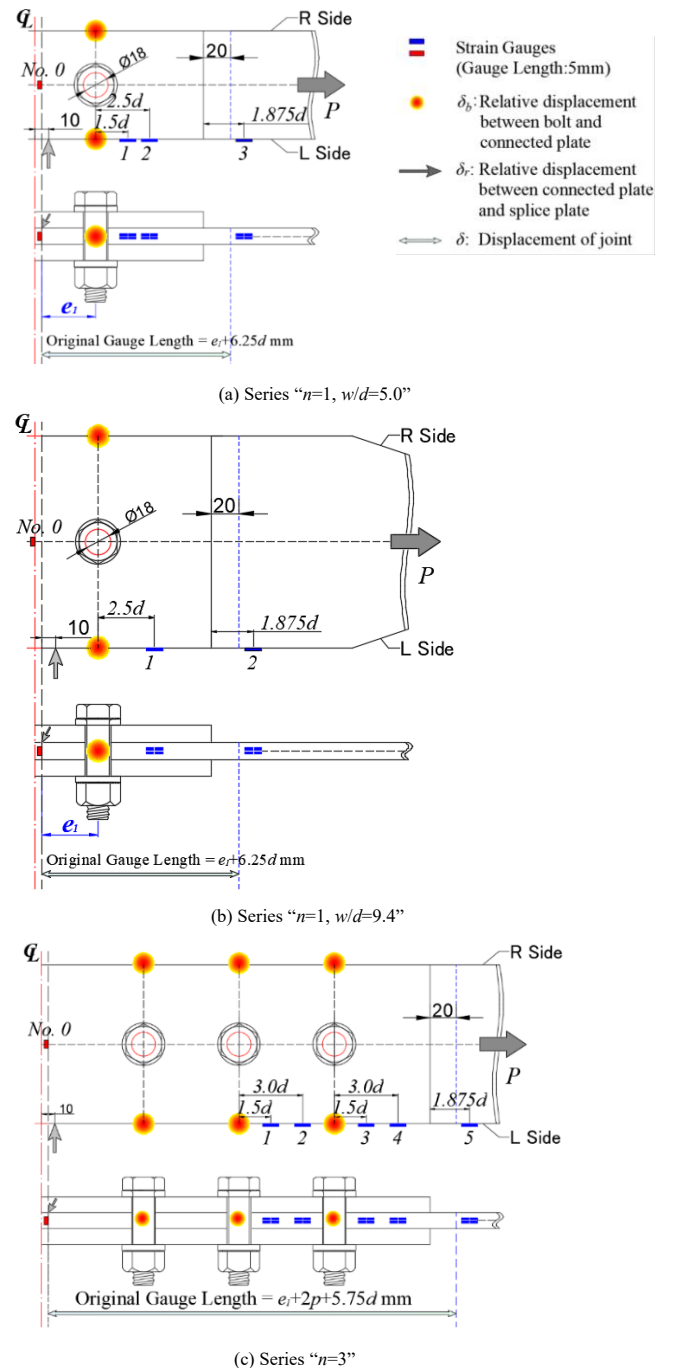 ℄
R Side
No. 0
Ø18
20
P
2.5d
10
1.5d
1.875d
1
2
3
L Side
e₁
Original Gauge Length = e₁+6.25d mm
Strain Gauges
(Gauge Length:5mm)
δb: Relative displacement
between bolt and
connected plate
δr: Relative displacement
between connected plate
and splice plate
δ: Displacement of joint
(a) Series “n=1, w/d=5.0”
℄
R Side
No. 0
Ø18
20
P
2.5d
10
1.875d
1
2
L Side
e₁
Original Gauge Length = e₁+6.25d mm
(b) Series “n=1, w/d=9.4”
℄
R Side
No. 0
20
P
3.0d
3.0d
10
1.5d
1.5d
1.875d
1
2
3
4
5
L Side
Original Gauge Length = e₁+2p+5.75d mm
(c) Series “n=3”